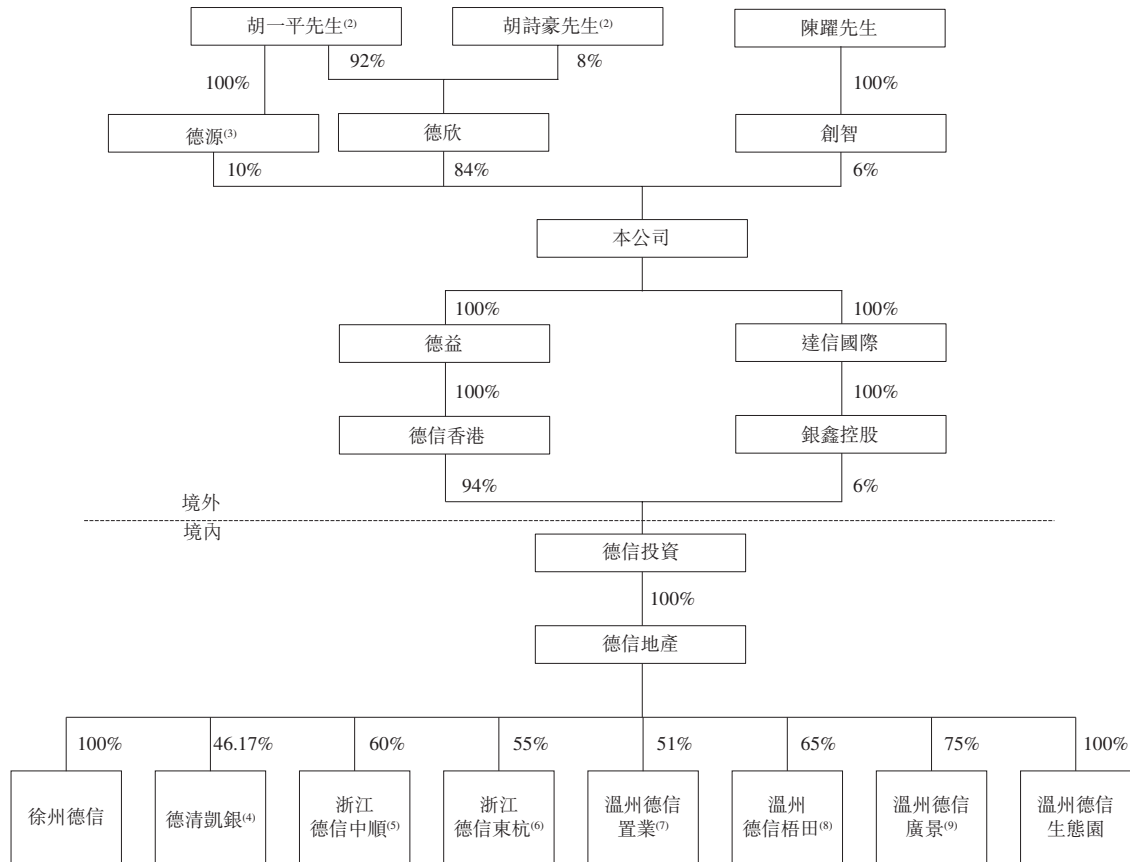 胡一平先生(2)
胡詩豪先生(2)
陳躍先生
92%
8%
100%
100%
德源(3)
德欣
創智
10%
84%
6%
本公司
100%
100%
德益
達信國際
100%
100%
德信香港
銀鑫控股
94%
6%
境外
境內
德信投資
100%
德信地產
100%
46.17%
60%
55%
51%
65%
75%
100%
徐州德信
德清凱銀(4)
浙江
德信中順(5)
浙江
德信東杭(6)
溫州德信
置業(7)
溫州
德信梧田(8)
溫州德信
廣景(9)
溫州德信
生態園